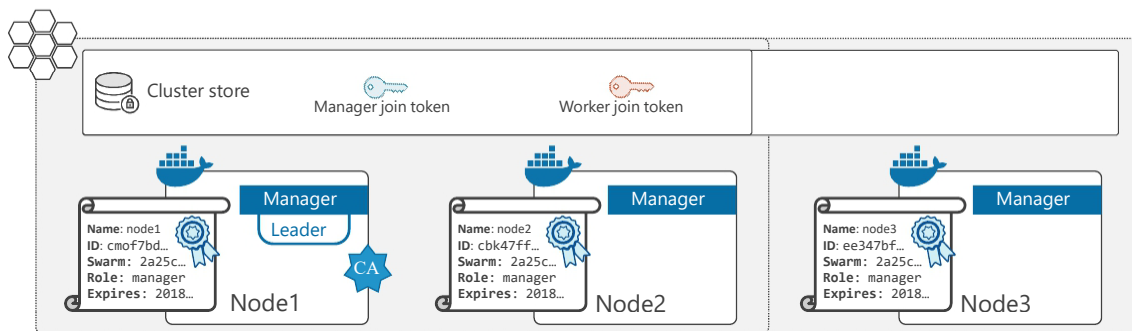 Cluster store
Manager join token
Worker join token
Manager
Leader
Name: node1
ID: cmof7bd…
Swarm: 2a25c…
Role: manager
Expires: 2018…
CA
Node1
Manager
Name: node2
ID: cbk47ff…
Swarm: 2a25c…
Role: manager
Expires: 2018…
Node2
Manager
Name: node3
ID: ee347bf…
Swarm: 2a25c…
Role: manager
Expires: 2018…
Node3